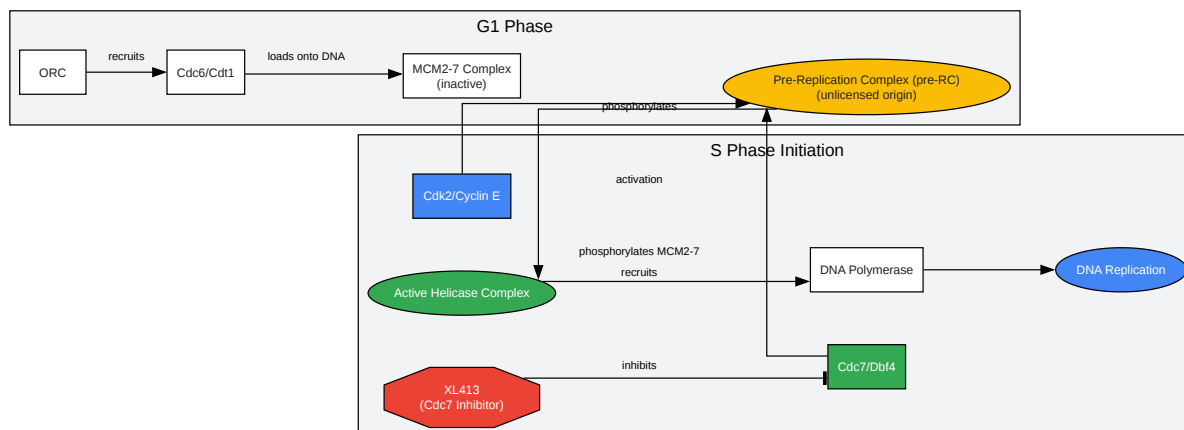 G1 Phase
ORC
recruits
Cdc6/Cdt1
loads onto DNA
MCM2-7 Complex
(inactive)
Pre-Replication Complex (pre-RC)
(unlicensed origin)
phosphorylates
S Phase Initiation
Cdk2/Cyclin E
activation
phosphorylates MCM2-7
recruits
Active Helicase Complex
DNA Polymerase
DNA Replication
inhibits
Cdc7/Dbf4
XL413
(Cdc7 Inhibitor)